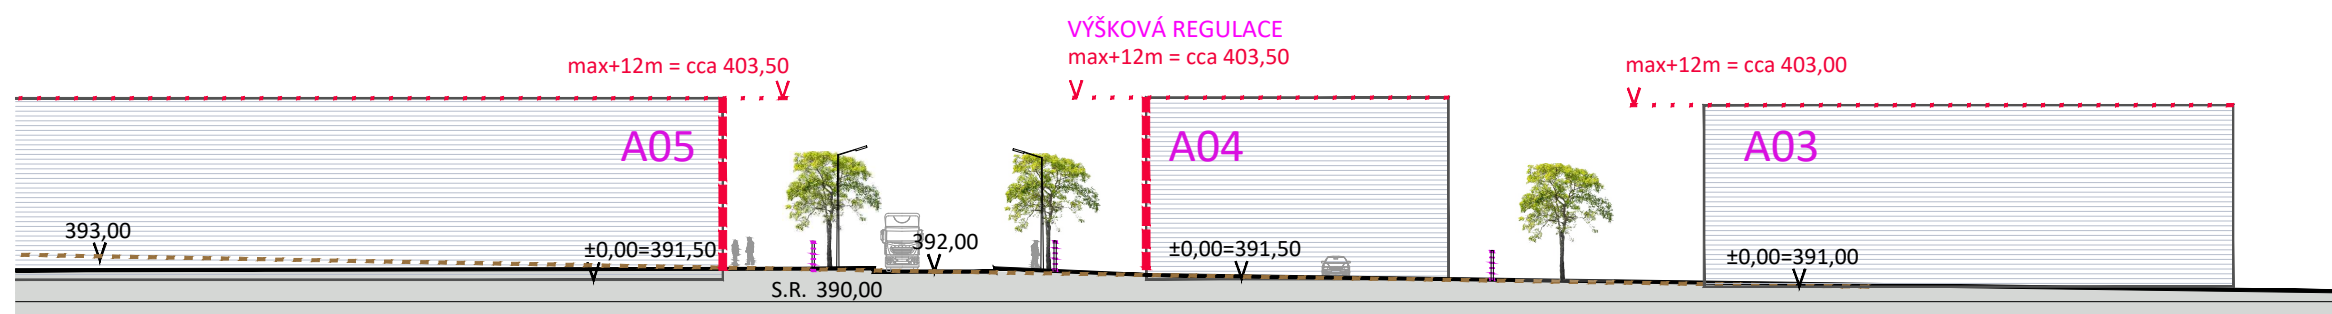 VÝŠKOVÁ REGULACE
max+12m = cca 403,50
max+12m = cca 403,50
max+12m = cca 403,00
A05
A04
A03
393,00
±0,00=391,50
392,00
±0,00=391,50
±0,00=391,00
S.R. 390,00